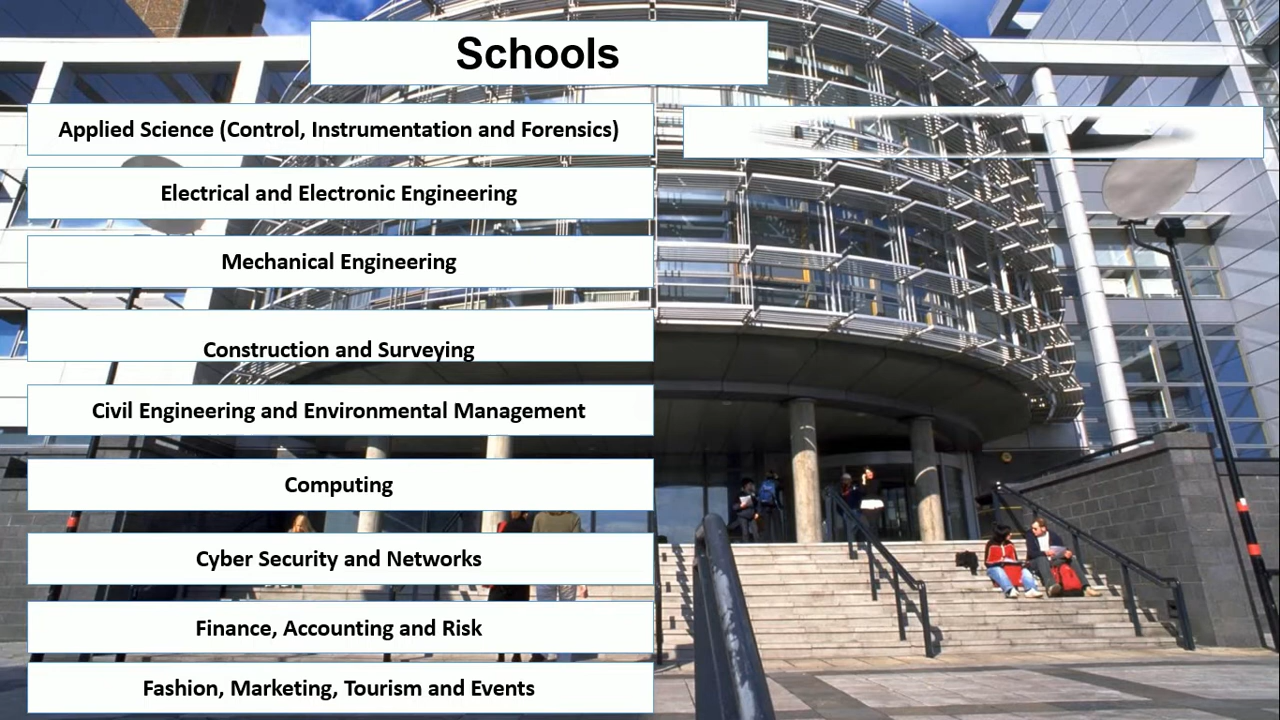 Schools
Applied Science (Control, Instrumentation and Forensics)
Electrical and Electronic Engineering
Mechanical Engineering
Construction and Surveying
Civil Engineering and Environmental Management
Computing
Cyber Security and Networks
Finance, Accounting and Risk
Fashion, Marketing, Tourism and Events